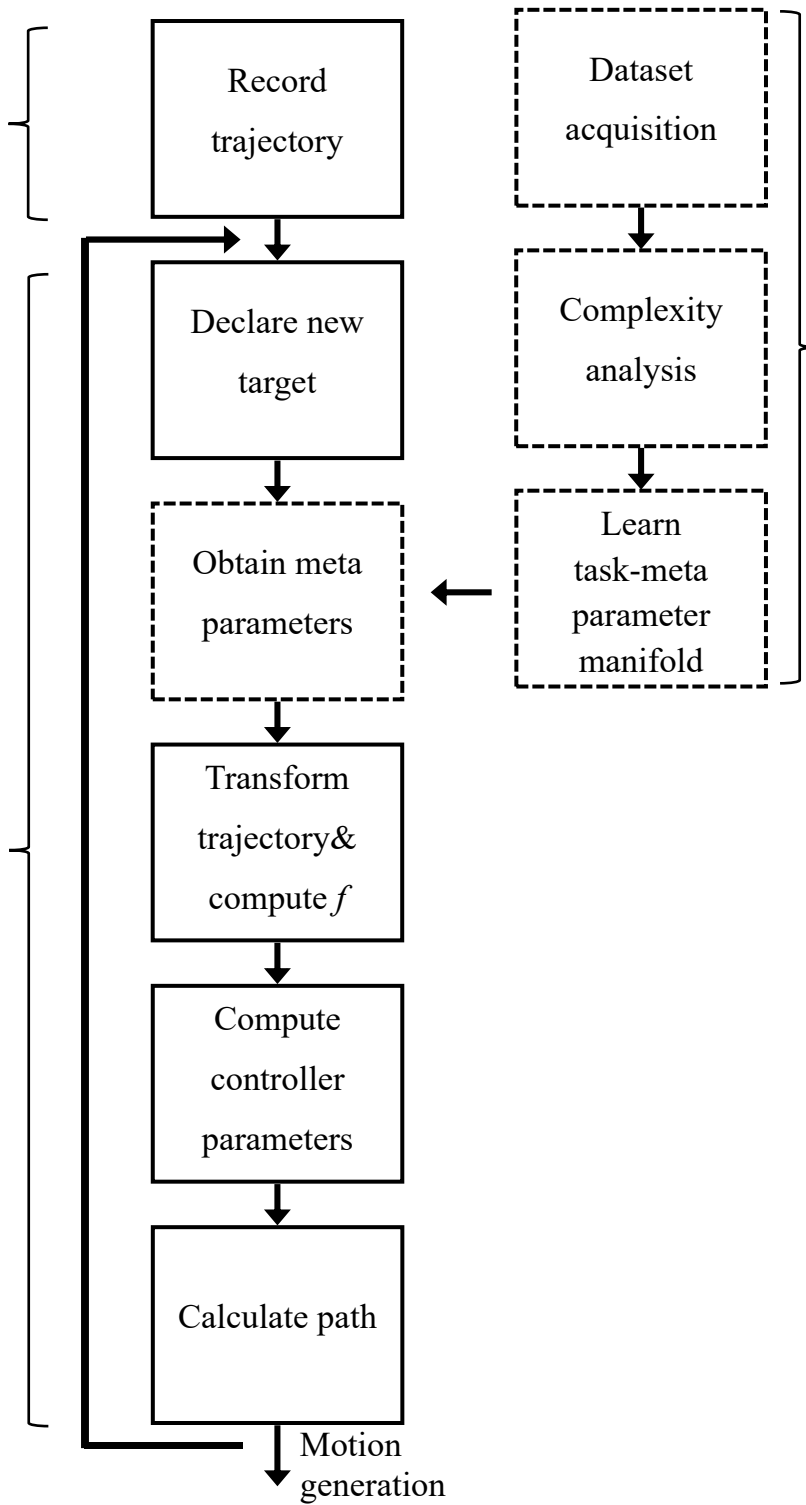 Record
trajectory
Declare new
target
Obtain meta
parameters
Transform
trajectory&
compute f
Compute
controller
parameters
Calculate path
Motion
generation
Dataset
acquisition
Complexity
analysis
Learn
task-meta
parameter
manifold